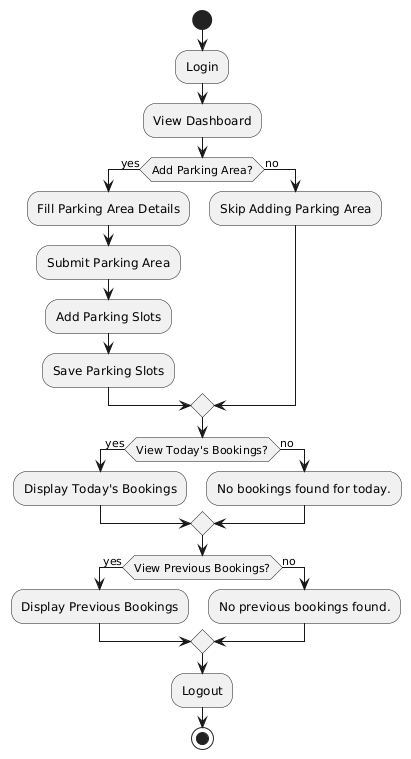 Login
View Dashboard
yes
Add Parking Area?
no
Fill Parking Area Details
Skip Adding Parking Area
Submit Parking Area
Add Parking Slots
Save Parking Slots
yes
View Today's Bookings?
no
Display Today's Bookings
No bookings found for today.
yes
View Previous Bookings?
no
Display Previous Bookings
No previous bookings found.
Logout